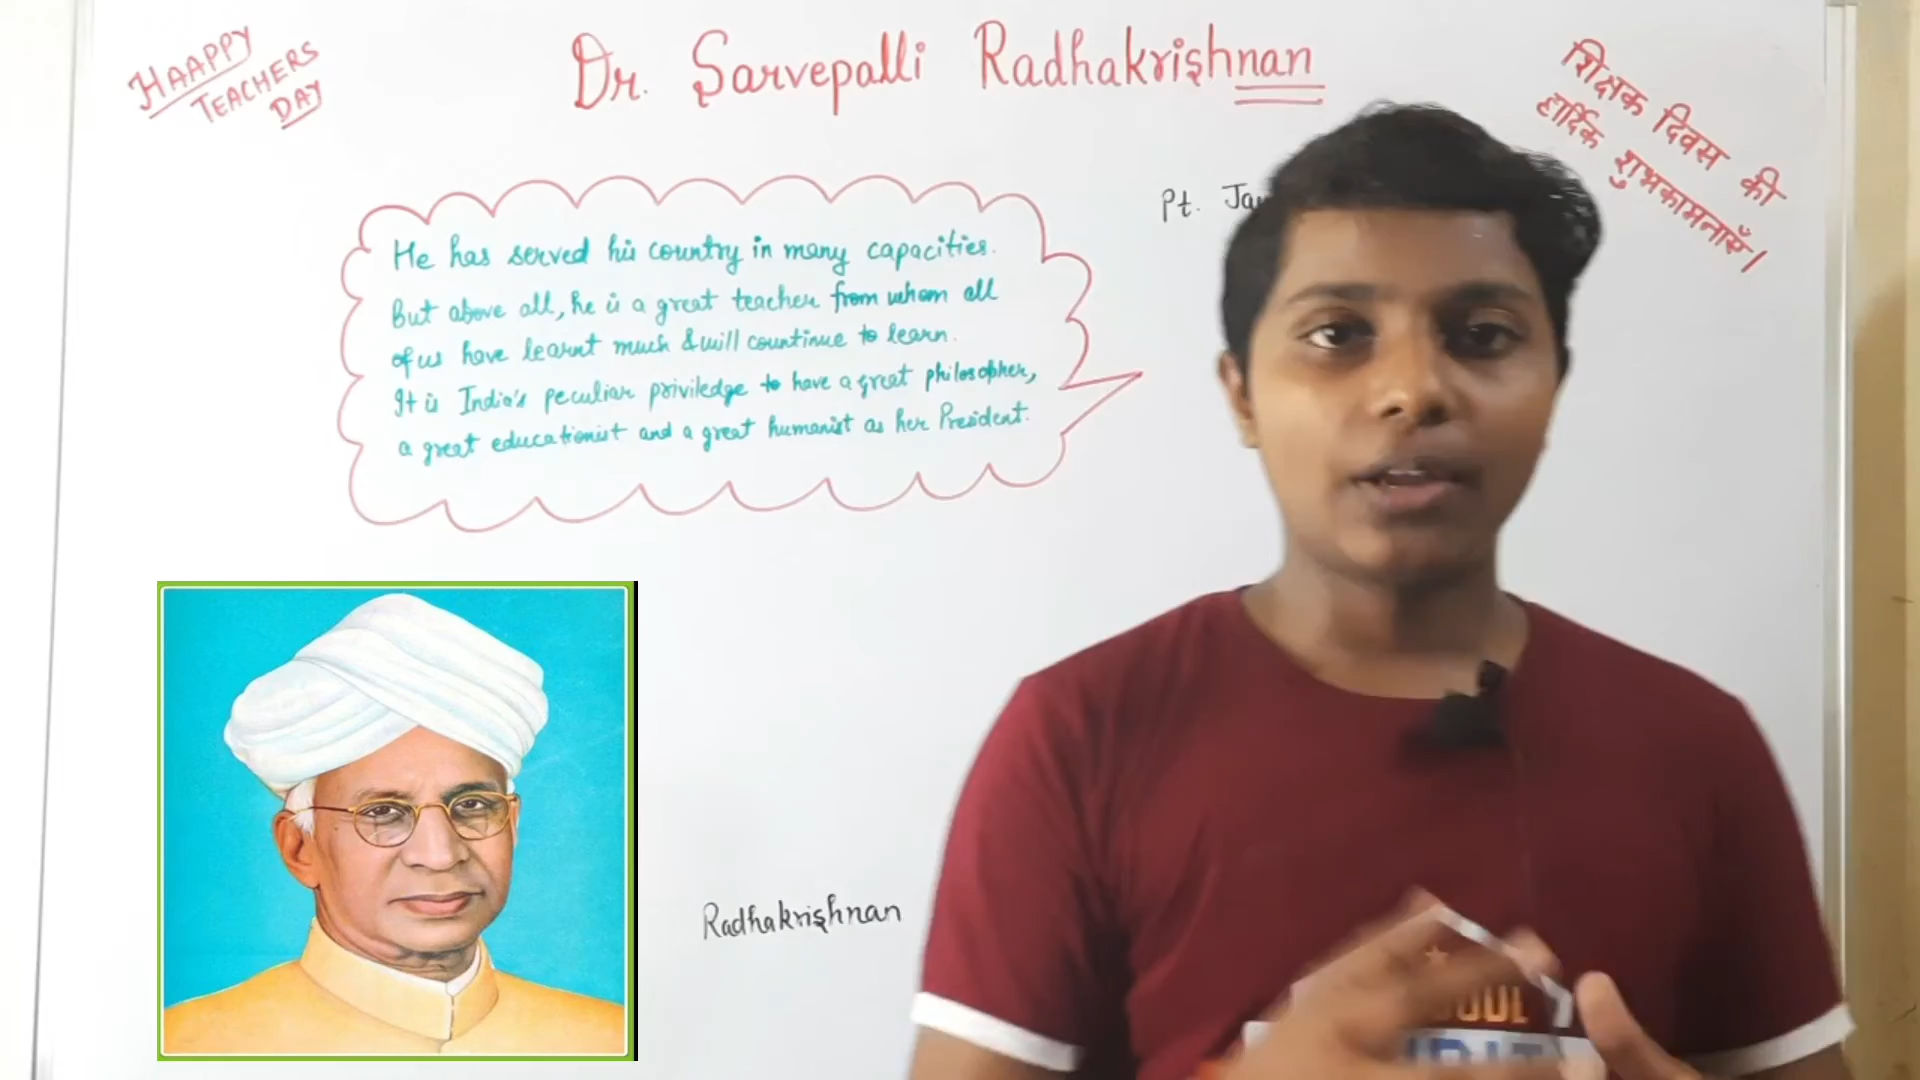 HAAPPY
TEACHERS
DAY
Dr. Sarvepalli Radhakrishnan
शिक्षक दिवस की
हार्दिक शुभकामनाएँ।
He has served his country in many capacities.
But above all, he is a great teacher from whom all
of us have learnt much & will countinue to learn.
It is India's peculiar priviledge to have a great philosopher,
a great educationist and a great humanist as her President.
Pt.
Radhakrishnan